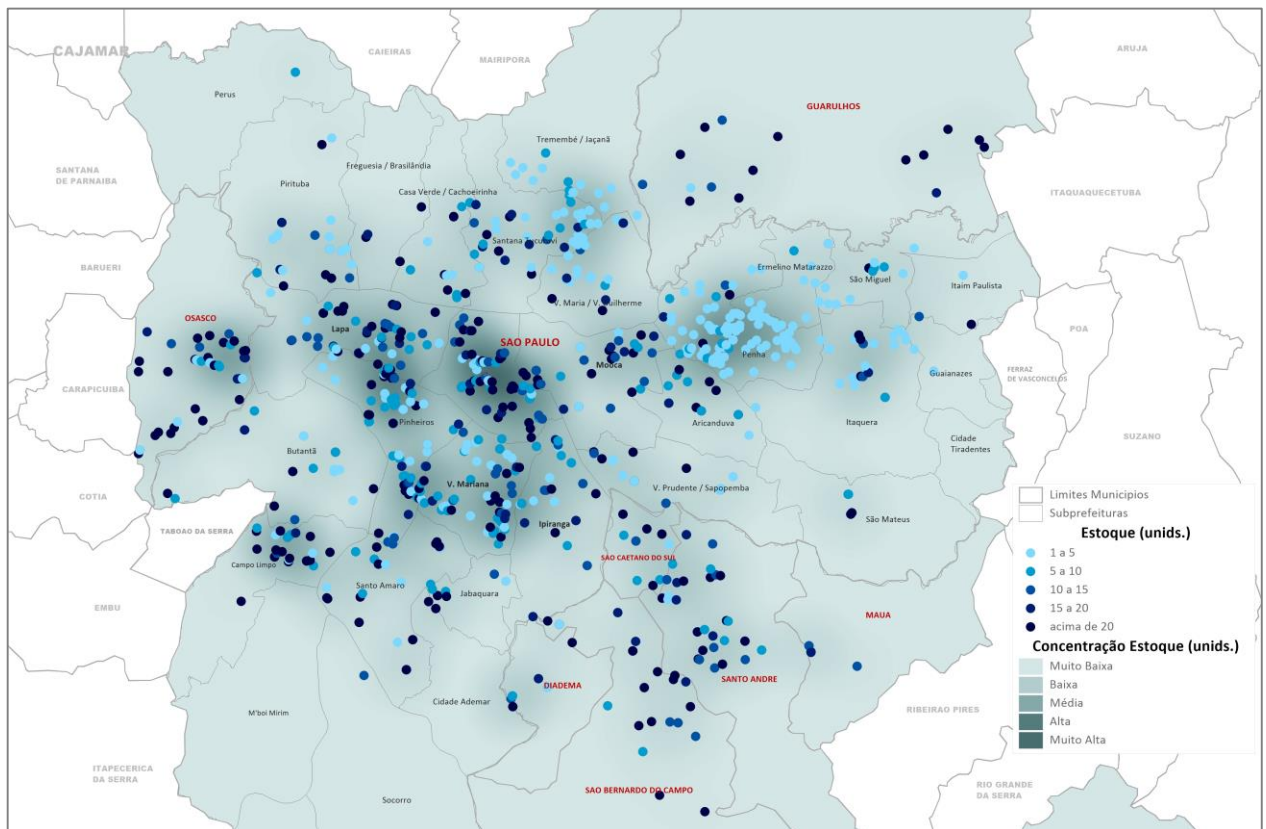 CAJAMAR
CAIEIRAS
MAIRIPORA
ARUJA
Perus
GUARULHOS
Tremembé / Jaçanã
SANTANA
DE PARNAIBA
Freguesia / Brasilândia
Pirituba
Casa Verde / Cachoeirinha
ITAQUAQUECETUBA
Santana Tucuruvi
BARUERI
Ermelino Matarazzo
São Miguel
Itaim Paulista
V. Maria / V. Guilherme
POA
OSASCO
Lapa
SAO PAULO
Penha
Mooca
FERRAZ
DE VASCONCELOS
Guaianazes
CARAPICUIBA
Pinheiros
Aricanduva
Itaquera
SUZANO
Cidade
Tiradentes
Butantã
V. Mariana
V. Prudente / Sapopemba
COTIA
São Mateus
TABOAO DA SERRA
Ipiranga
SAO CAETANO DO SUL
Campo Limpo
Santo Amaro
Jabaquara
EMBU
MAUA
SANTO ANDRE
DIADEMA
Cidade Ademar
M'boi Mirim
RIBEIRAO PIRES
ITAPECERICA
DA SERRA
SAO BERNARDO DO CAMPO
RIO GRANDE
DA SERRA
Socorro
Limites Municipios
Subprefeituras
Estoque (unids.)
1 a 5
5 a 10
10 a 15
15 a 20
acima de 20
Concentração Estoque (unids.)
Muito Baixa
Baixa
Média
Alta
Muito Alta